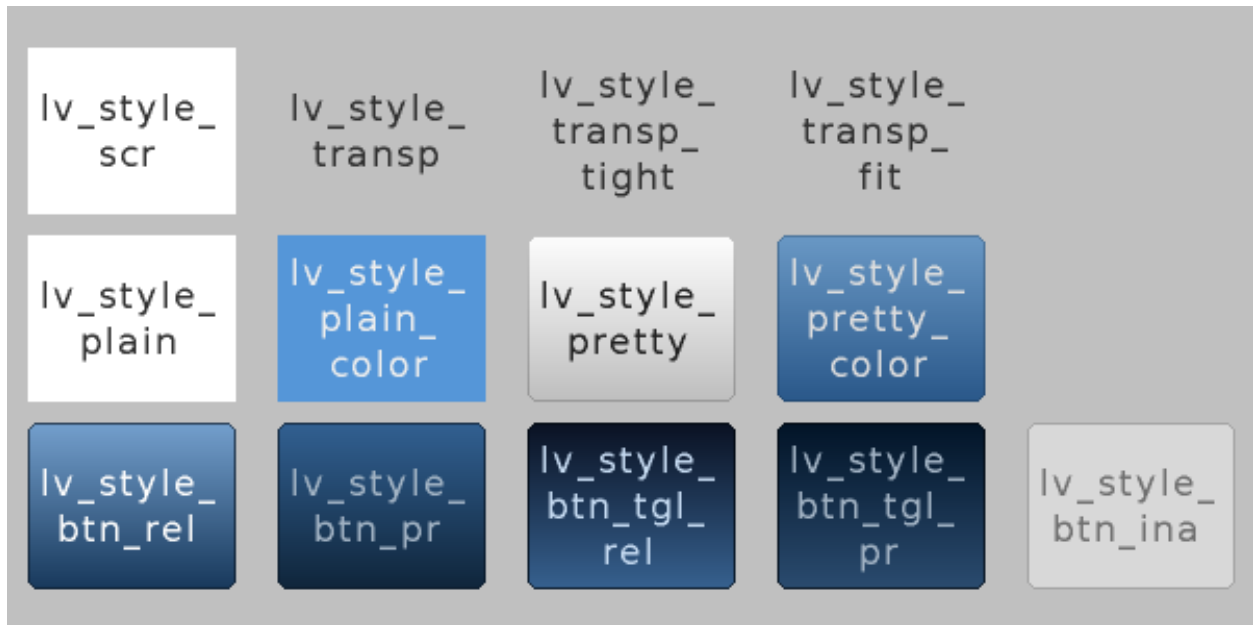 lv_style_
scr
lv_style_
transp
lv_style_
transp_
tight
lv_style_
transp_
fit
lv_style_
plain
lv_style_
plain_
color
lv_style_
pretty
lv_style_
pretty_
color
lv_style_
btn_rel
lv_style_
btn_pr
lv_style_
btn_tgl_
rel
lv_style_
btn_tgl_
pr
lv_style_
btn_ina